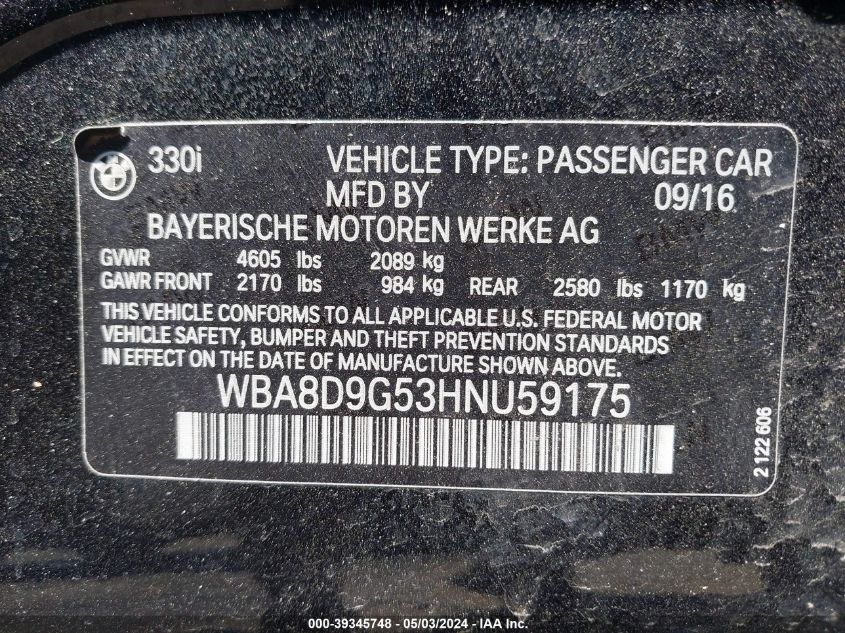 330i VEHICLE TYPE: PASSENGER CAR
MFD BY 09/16
BAYERISCHE MOTOREN WERKE AG
GVWR 4605 lbs 2089 kg
GAWR FRONT 2170 lbs 984 kg REAR 2580 lbs 1170 kg
THIS VEHICLE CONFORMS TO ALL APPLICABLE U.S. FEDERAL MOTOR
VEHICLE SAFETY, BUMPER AND THEFT PREVENTION STANDARDS
IN EFFECT ON THE DATE OF MANUFACTURE SHOWN ABOVE.
WBA8D9G53HNU59175
2 122 606
000-39345748 - 05/03/2024 - IAA Inc.